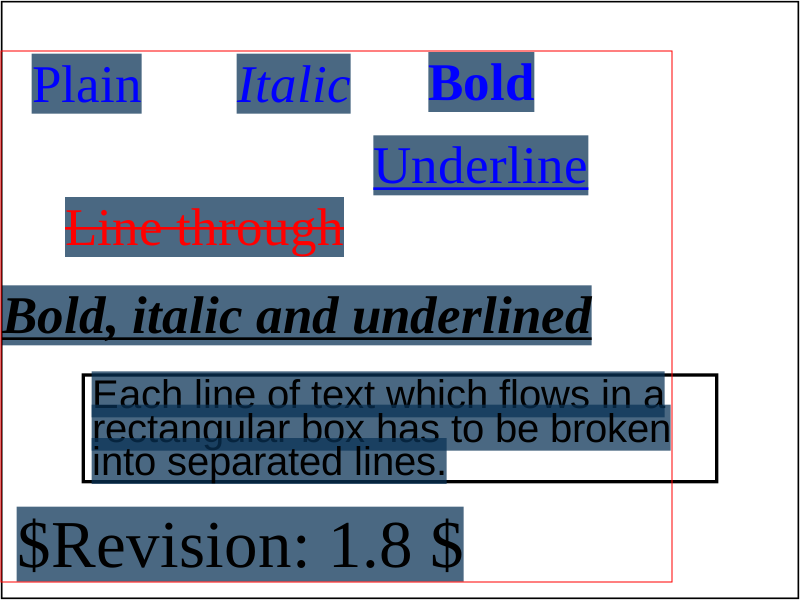 Plain Italic Bold
Underline
Line through
Bold, italic and underlined
Each line of text which flows in a
rectangular box has to be broken
into separated lines.
$Revision: 1.8 $